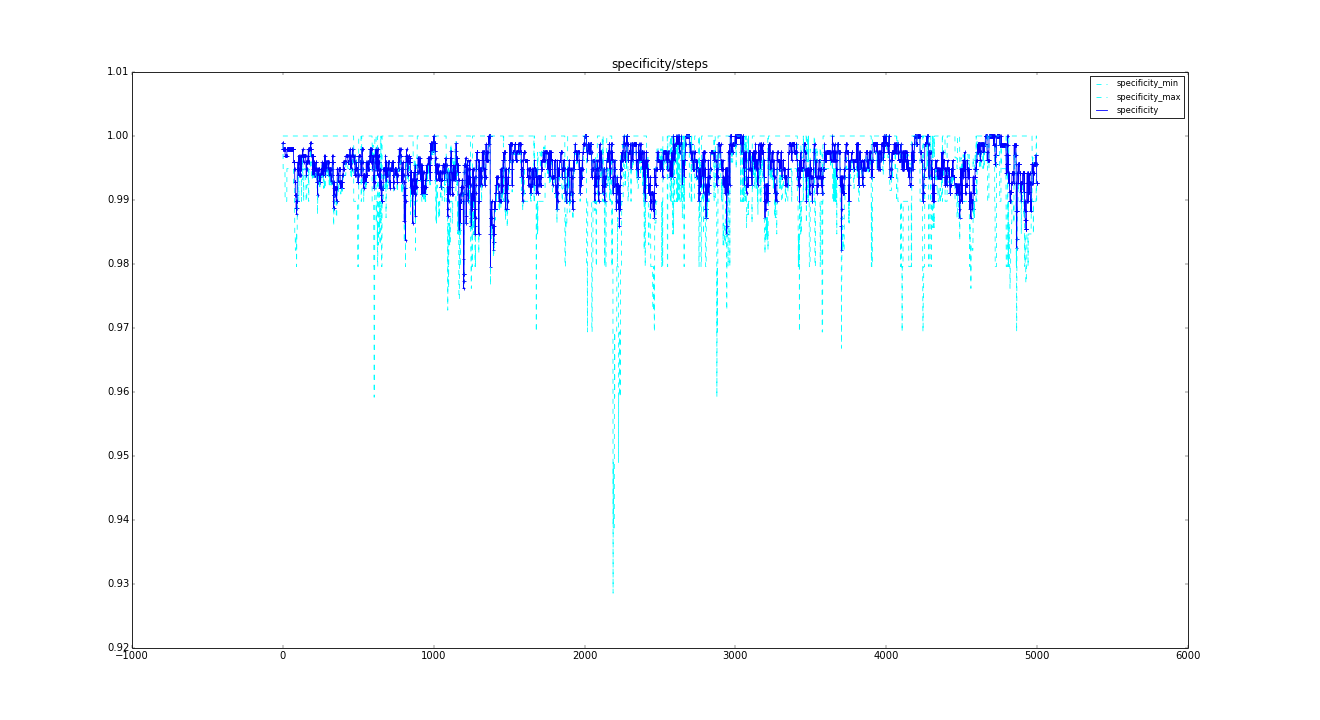 specificity/steps
1.01
specificity_min
specificity_max
specificity
1.00
0.99
0.98
0.97
0.96
0.95
0.94
0.93
0.92
−1000 0 1000 2000 3000 4000 5000 6000